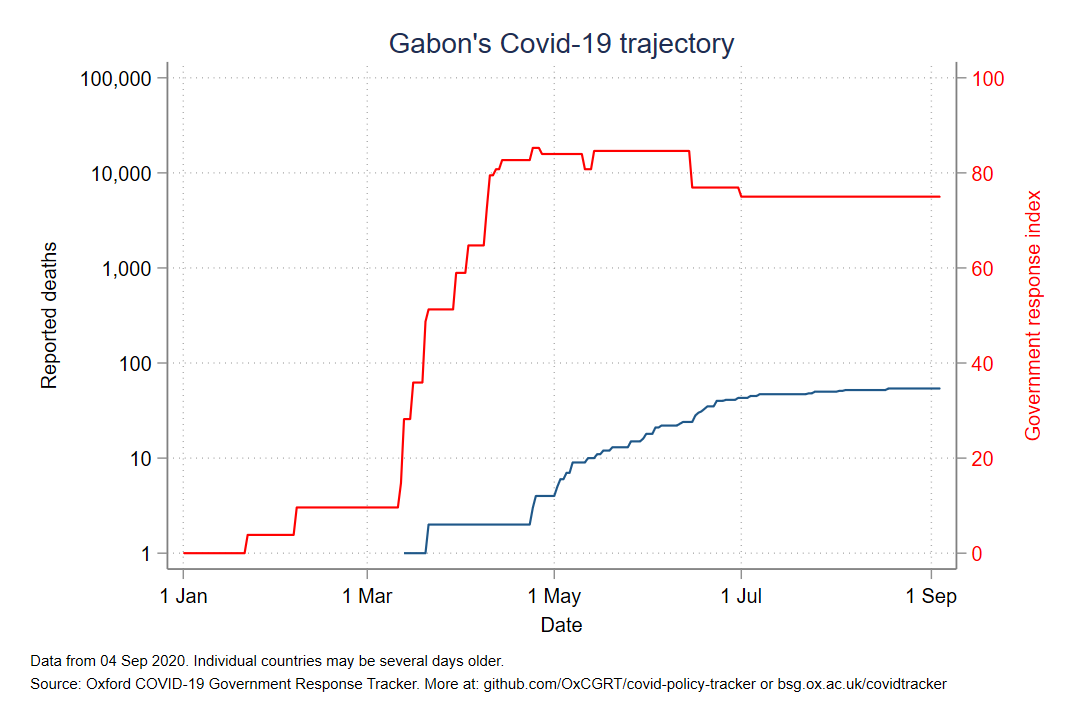 Gabon's Covid-19 trajectory
100,000
10,000
1,000
100
10
1
Reported deaths
100
80
60
40
20
0
Government response index
1 Jan
1 Mar
1 May
1 Jul
1 Sep
Date
Data from 04 Sep 2020. Individual countries may be several days older.
Source: Oxford COVID-19 Government Response Tracker. More at: github.com/OxCGRT/covid-policy-tracker or bsg.ox.ac.uk/covidtracker